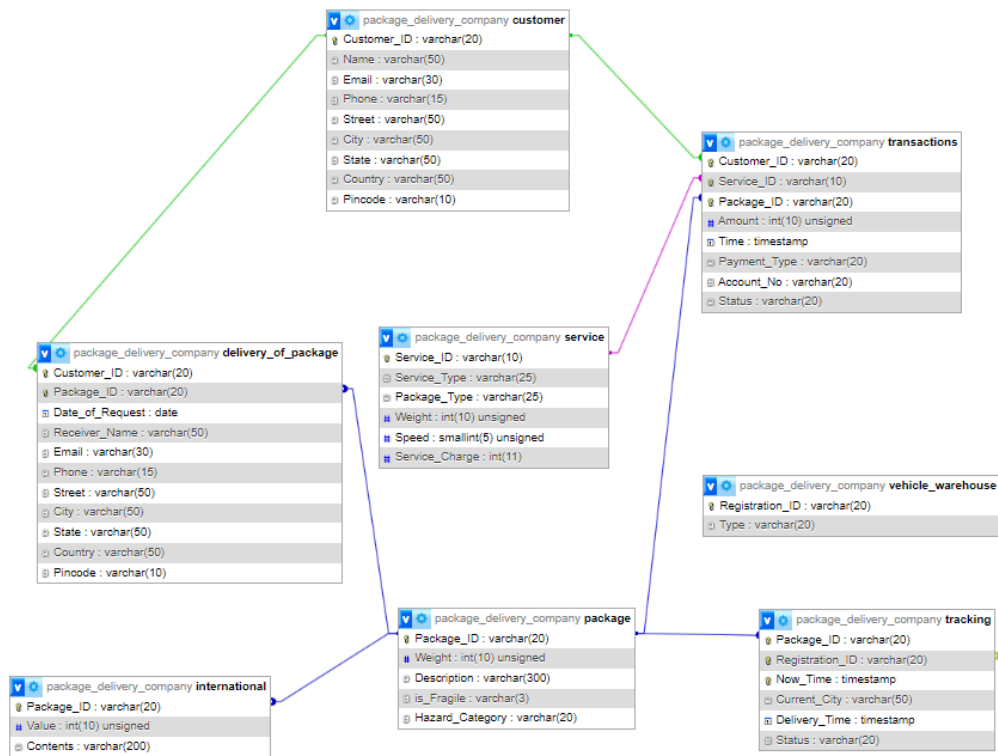 package_delivery_company customer
Customer_ID : varchar(20)
Name : varchar(50)
Email : varchar(30)
Phone : varchar(15)
Street : varchar(50)
City : varchar(50)
State : varchar(50)
Country : varchar(50)
Pincode : varchar(10)
package_delivery_company transactions
Customer_ID : varchar(20)
Service_ID : varchar(10)
Package_ID : varchar(20)
Amount : int(10) unsigned
Time : timestamp
Payment_Type : varchar(20)
Account_No : varchar(20)
Status : varchar(20)
package_delivery_company service
Service_ID : varchar(10)
Service_Type : varchar(25)
Package_Type : varchar(25)
Weight : int(10) unsigned
Speed : smallint(5) unsigned
Service_Charge : int(11)
package_delivery_company delivery_of_package
Customer_ID : varchar(20)
Package_ID : varchar(20)
Date_of_Request : date
Receiver_Name : varchar(50)
Email : varchar(30)
Phone : varchar(15)
Street : varchar(50)
City : varchar(50)
State : varchar(50)
Country : varchar(50)
Pincode : varchar(10)
package_delivery_company vehicle_warehouse
Registration_ID : varchar(20)
Type : varchar(20)
package_delivery_company package
Package_ID : varchar(20)
Weight : int(10) unsigned
Description : varchar(300)
is_Fragile : varchar(3)
Hazard_Category : varchar(20)
package_delivery_company tracking
Package_ID : varchar(20)
Registration_ID : varchar(20)
Now_Time : timestamp
Current_City : varchar(50)
Delivery_Time : timestamp
Status : varchar(20)
package_delivery_company international
Package_ID : varchar(20)
Value : int(10) unsigned
Contents : varchar(200)